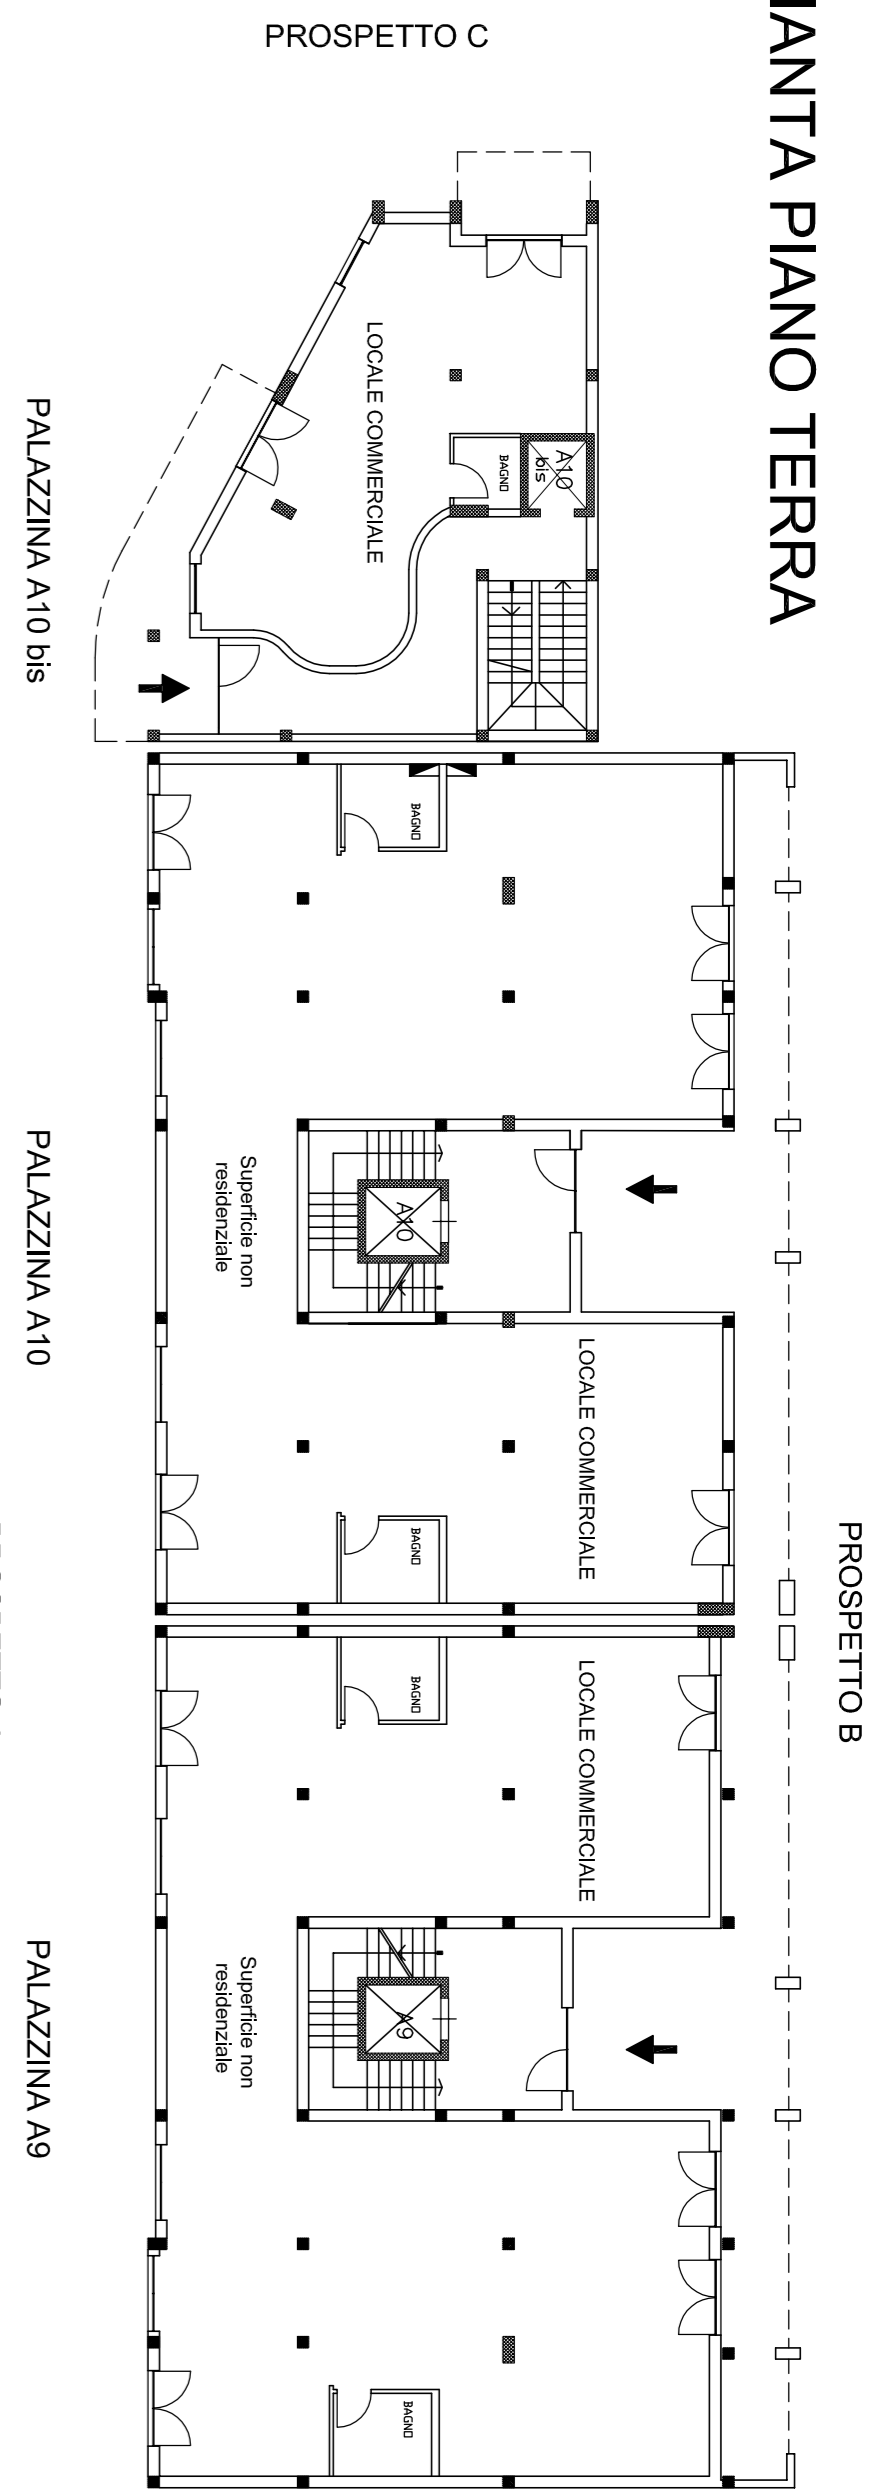 PROSPETTO C
IANTA PIANO TERRA
LOCALE COMMERCIALE
BAGNO
A10
bis
PALAZZINA A10 bis
BAGNO
Superficie non
residenziale
A10
LOCALE COMMERCIALE
BAGNO
PALAZZINA A10
PROSPETTO B
BAGNO
LOCALE COMMERCIALE
Superficie non
residenziale
A9
BAGNO
PALAZZINA A9